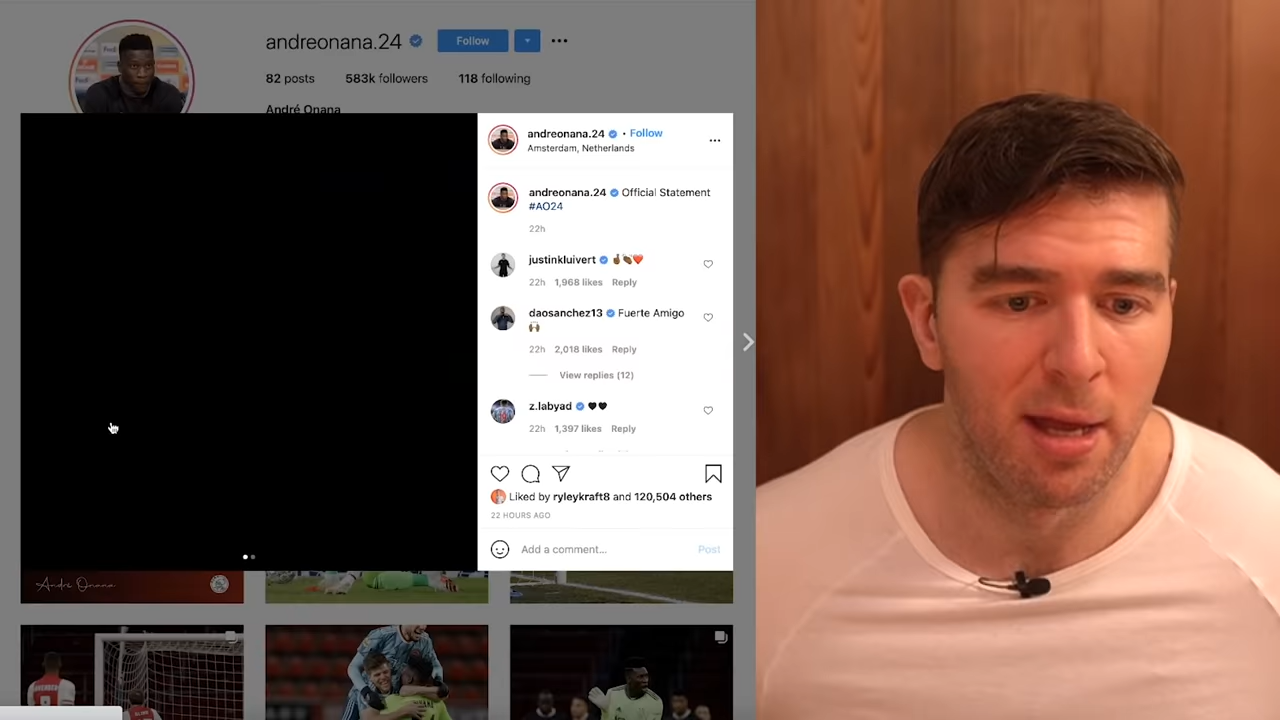 andreonana.24 Follow
82 posts 583k followers 118 following
André Onana
andreonana.24 • Follow
Amsterdam, Netherlands
andreonana.24 Official Statement
#AO24
22h
justinkluivert
22h 1,968 likes Reply
daosanchez13 Fuerte Amigo
22h 2,018 likes Reply
View replies (12)
z.labyad
22h 1,397 likes Reply
Liked by ryleykraft8 and 120,504 others
22 HOURS AGO
Add a comment... Post
André Onana